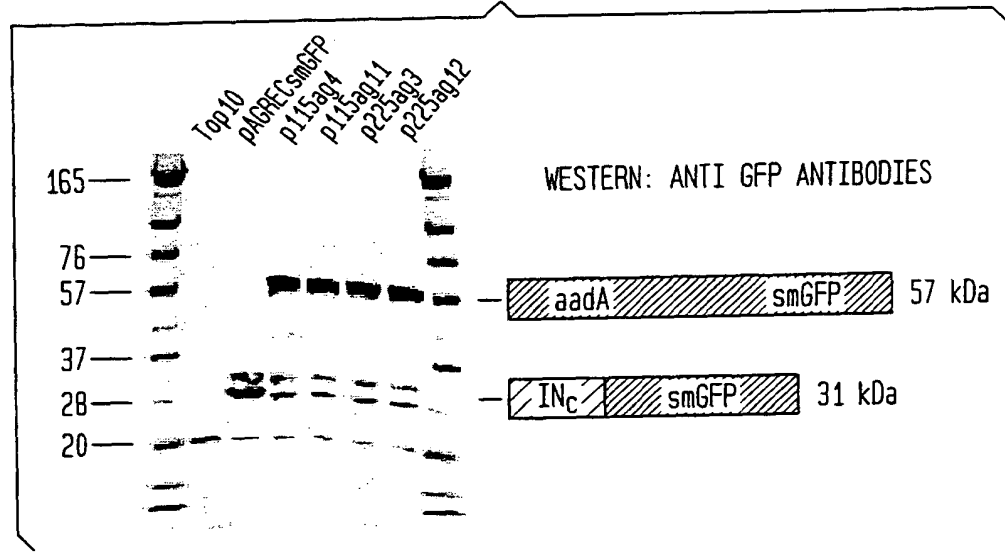 Top10
pAGRECsmGFP
p115ag4
p115ag11
p225ag3
p225ag12
165
76
57
37
28
20
WESTERN: ANTI GFP ANTIBODIES
aadA smGFP 57 kDa
INC smGFP 31 kDa